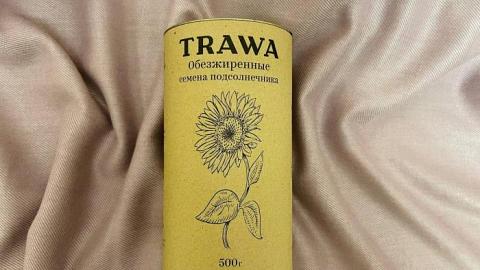 TRAWA
Обезжиренные
семена подсолнечника
500г